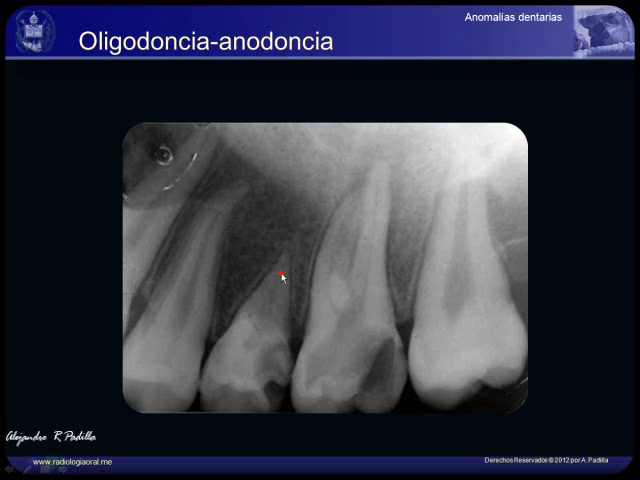 Anomalías dentarias
Oligodoncia-anodoncia
Alejandro R Padilla
www.radiologiaoral.me
Derechos Reservados © 2012 por A. Padilla